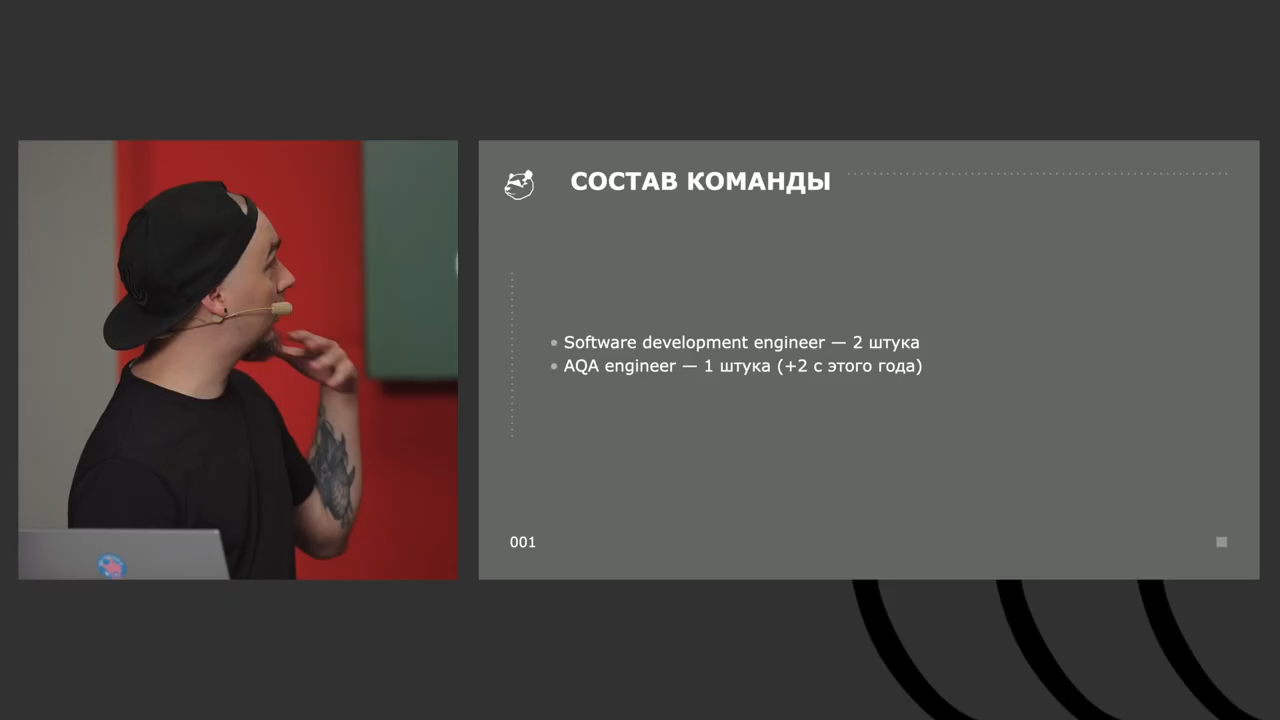 СОСТАВ КОМАНДЫ
Software development engineer — 2 штука
AQA engineer — 1 штука (+2 с этого года)
001